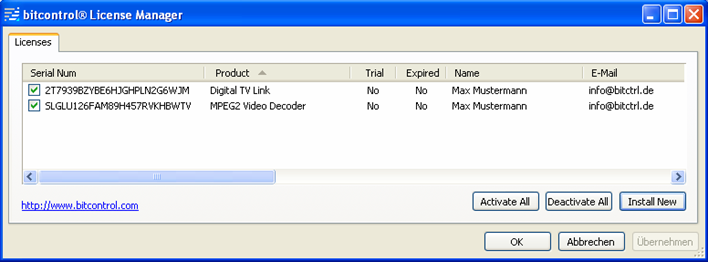 bitcontrol® License Manager
Licenses
Serial Num Product Trial Expired Name E-Mail
2T7939BZYBE6HJGHPLN2G6WJM Digital TV Link No No Max Mustermann info@bitctrl.de
SLGLU126FAM89H457RVKHBWTV MPEG2 Video Decoder No No Max Mustermann info@bitctrl.de
http://www.bitcontrol.com Activate All Deactivate All Install New
OK Abbrechen Übernehmen